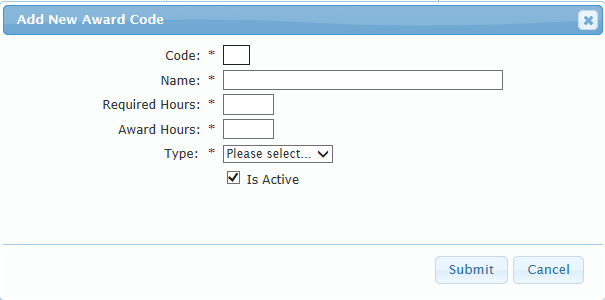 Add New Award Code
Code: *
Name: *
Required Hours: *
Award Hours: *
Type: * Please select...
Is Active
Submit Cancel